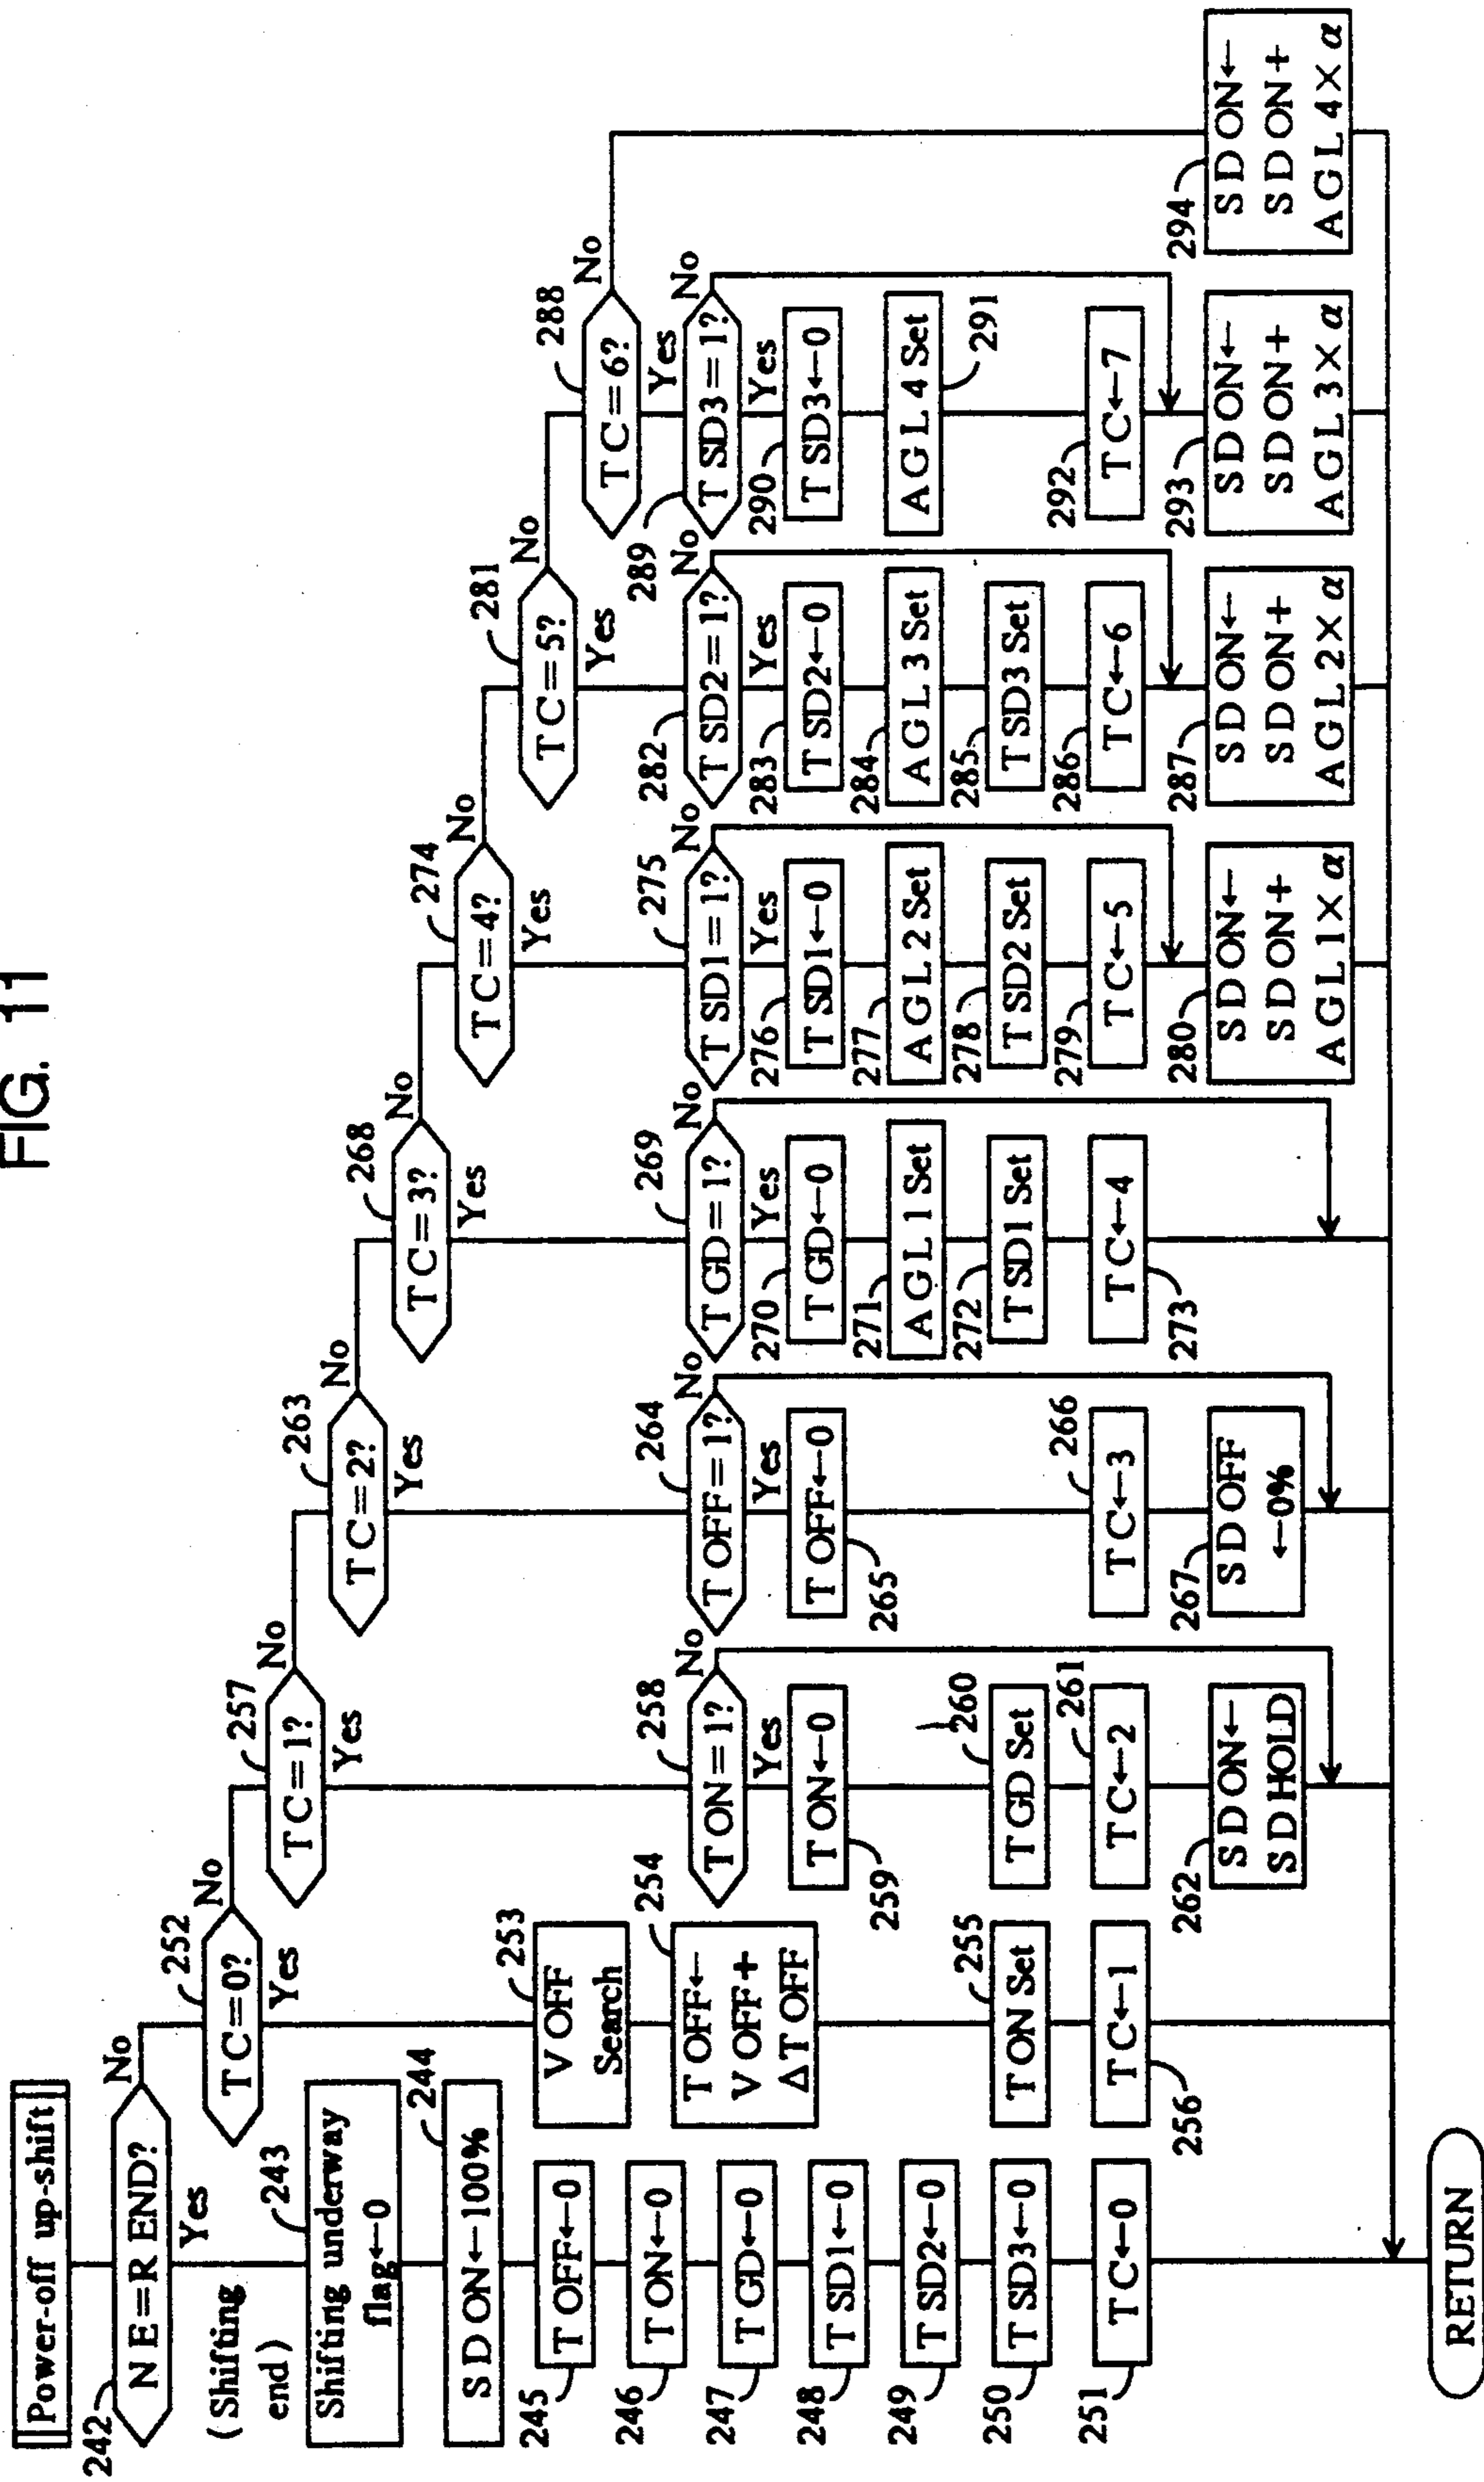 FIG. 11
Power-off up-shift
242
N E = R END?
No
Yes
(Shifting
end)
243
Shifting underway
flag←0
244
S D ON←100%
245
T OFF←0
246
T ON←0
247
T GD←0
248
T SD1←0
249
T SD2←0
250
T SD3←0
251
T C←0
RETURN
252
T C = 0?
No
Yes
253
V OFF
Search
254
T OFF←
V OFF+
Δ T OFF
255
T ON Set
T C←1
256
257
T C = 1?
No
Yes
258
T ON = 1?
No
Yes
T ON←0
259
260
T GD Set
261
T C←2
262
S D ON←
S D HOLD
263
T C = 2?
No
Yes
264
T OFF = 1?
No
Yes
T OFF←0
265
266
T C←3
267
S D OFF
←0%
268
T C = 3?
No
Yes
269
T GD = 1?
No
Yes
270
T GD←0
271
A G L 1 Set
272
T SD1 Set
T C←4
273
274
T C = 4?
No
Yes
275
T SD1 = 1?
No
Yes
276
T SD1←0
277
A G L 2 Set
278
T SD2 Set
279
T C←5
280
S D ON←
S D ON+
A G L 1 × α
281
T C = 5?
No
Yes
282
T SD2 = 1?
No
Yes
283
T SD2←0
284
A G L 3 Set
285
T SD3 Set
286
T C←6
287
S D ON←
S D ON+
A G L 2 × α
288
T C = 6?
No
Yes
289
T SD3 = 1?
No
Yes
290
T SD3←0
A G L 4 Set
291
292
T C←7
293
S D ON←
S D ON+
A G L 3 × α
294
S D ON←
S D ON+
A G L 4 × α